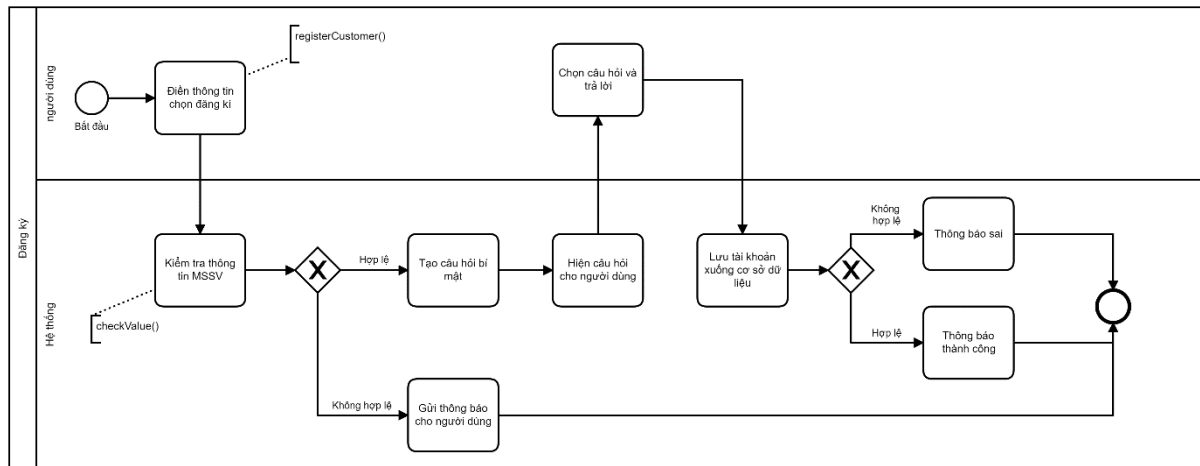 Đăng ký
người dùng
Bắt đầu
Điền thông tin
chọn đăng kí
registerCustomer()
Chọn câu hỏi và
trả lời
Hệ thống
Kiểm tra thông
tin MSSV
checkValue()
Hợp lệ
Tạo câu hỏi bí
mật
Hiện câu hỏi
cho người dùng
Lưu tài khoản
xuống cơ sở dữ
liệu
Không
hợp lệ
Thông báo sai
Hợp lệ
Thông báo
thành công
Không hợp lệ
Gửi thông báo
cho người dùng